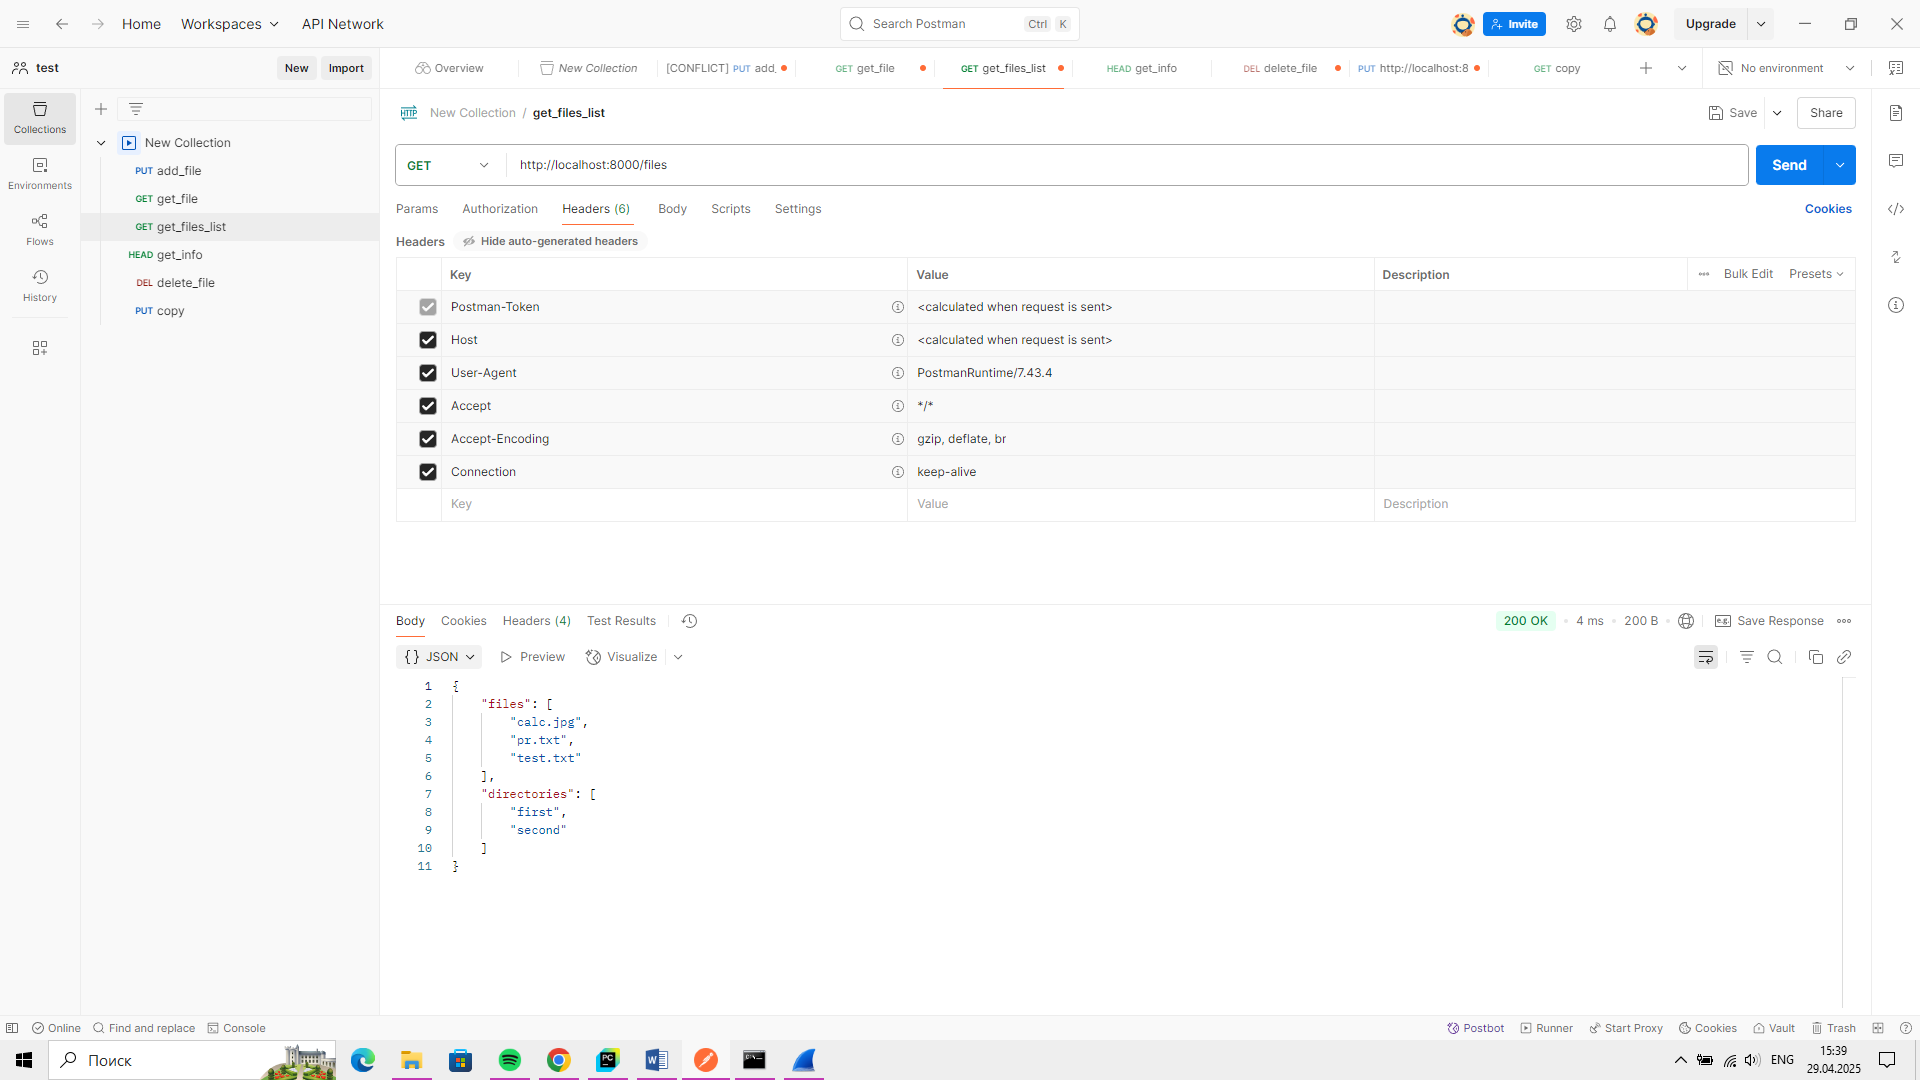 Home Workspaces API Network Search Postman Ctrl K Invite Upgrade
test New Import Overview New Collection [CONFLICT] PUT add_ GET get_file GET get_files_list HEAD get_info DEL delete_file PUT http://localhost:8 GET copy No environment
Collections
Environments
Flows
History
New Collection
PUT add_file
GET get_file
GET get_files_list
HEAD get_info
DEL delete_file
PUT copy
HTTP New Collection / get_files_list Save Share
GET http://localhost:8000/files Send
Params Authorization Headers (6) Body Scripts Settings Cookies
Headers Hide auto-generated headers
Key Value Description Bulk Edit Presets
Postman-Token <calculated when request is sent>
Host <calculated when request is sent>
User-Agent PostmanRuntime/7.43.4
Accept */*
Accept-Encoding gzip, deflate, br
Connection keep-alive
Key Value Description
Body Cookies Headers (4) Test Results 200 OK • 4 ms • 200 B e.g. Save Response
{} JSON Preview Visualize
1 {
2 "files": [
3 "calc.jpg",
4 "pr.txt",
5 "test.txt"
6 ],
7 "directories": [
8 "first",
9 "second"
10 ]
11 }
Online Find and replace Console Postbot Runner Start Proxy Cookies Vault Trash
Поиск PC W ENG 15:39
29.04.2025